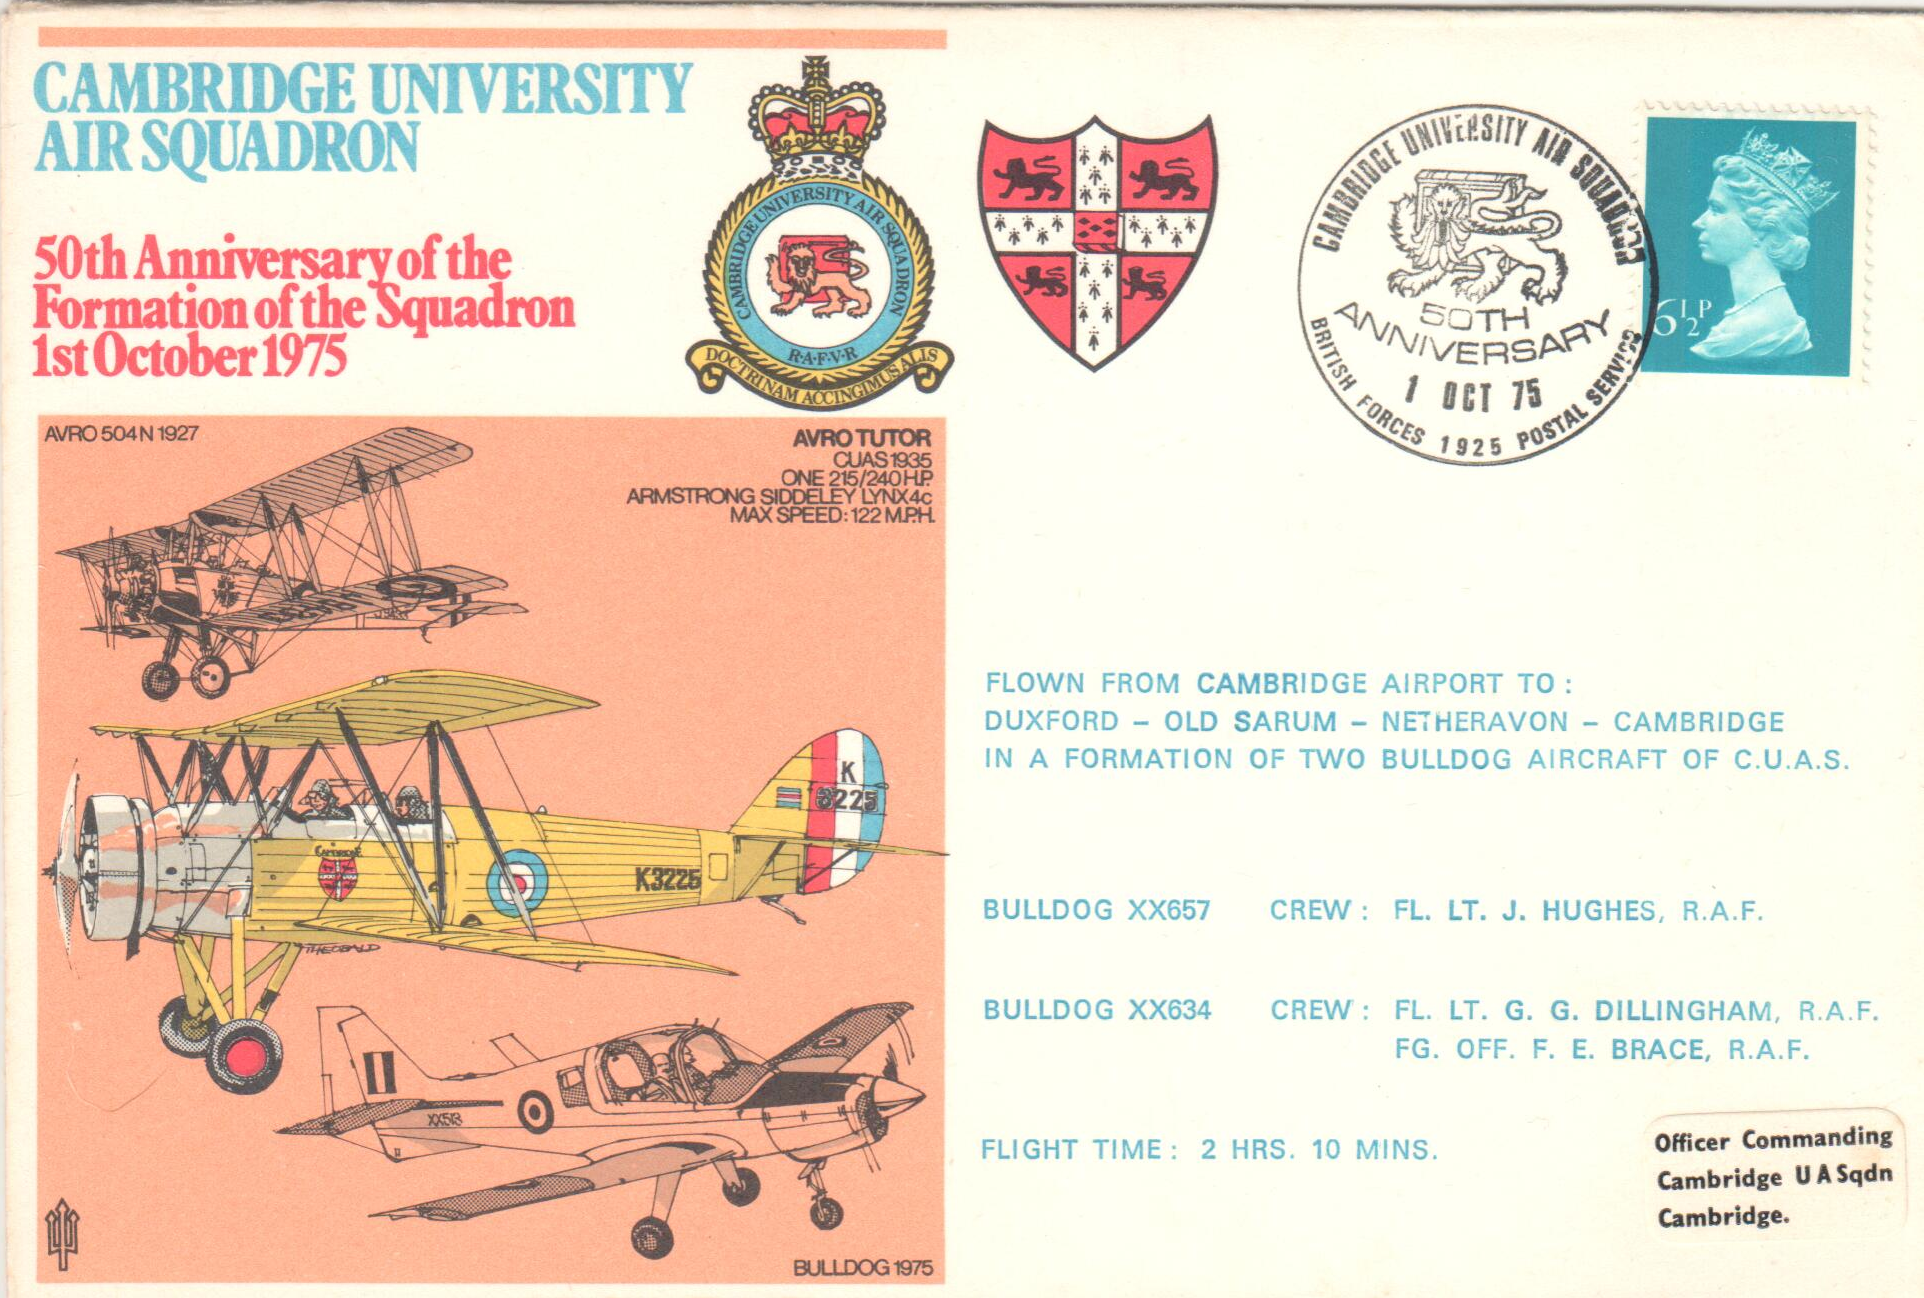 CAMBRIDGE UNIVERSITY
AIR SQUADRON
50th Anniversary of the
Formation of the Squadron
1st October 1975
CAMBRIDGE UNIVERSITY AIR SQUADRON
R·A·F·V·R
DOCTRINAM ACCINGIMUS ALIS
CAMBRIDGE UNIVERSITY AIR SQUADRON
50TH
ANNIVERSARY
1 OCT 75
BRITISH FORCES 1925 POSTAL SERVICE
6½P
AVRO 504N 1927
AVRO TUTOR
CUAS 1935
ONE 215/240 H.P.
ARMSTRONG SIDDELEY LYNX 4c
MAX SPEED: 122 M.P.H.
K
3225
CAMBRIDGE
K3225
THEOBALD
XX513
BULLDOG 1975
FLOWN FROM CAMBRIDGE AIRPORT TO :
DUXFORD – OLD SARUM – NETHERAVON – CAMBRIDGE
IN A FORMATION OF TWO BULLDOG AIRCRAFT OF C.U.A.S.
BULLDOG XX657 CREW : FL. LT. J. HUGHES, R.A.F.
BULLDOG XX634 CREW : FL. LT. G. G. DILLINGHAM, R.A.F.
FG. OFF. F. E. BRACE, R.A.F.
FLIGHT TIME : 2 HRS. 10 MINS.
Officer Commanding
Cambridge U A Sqdn
Cambridge.